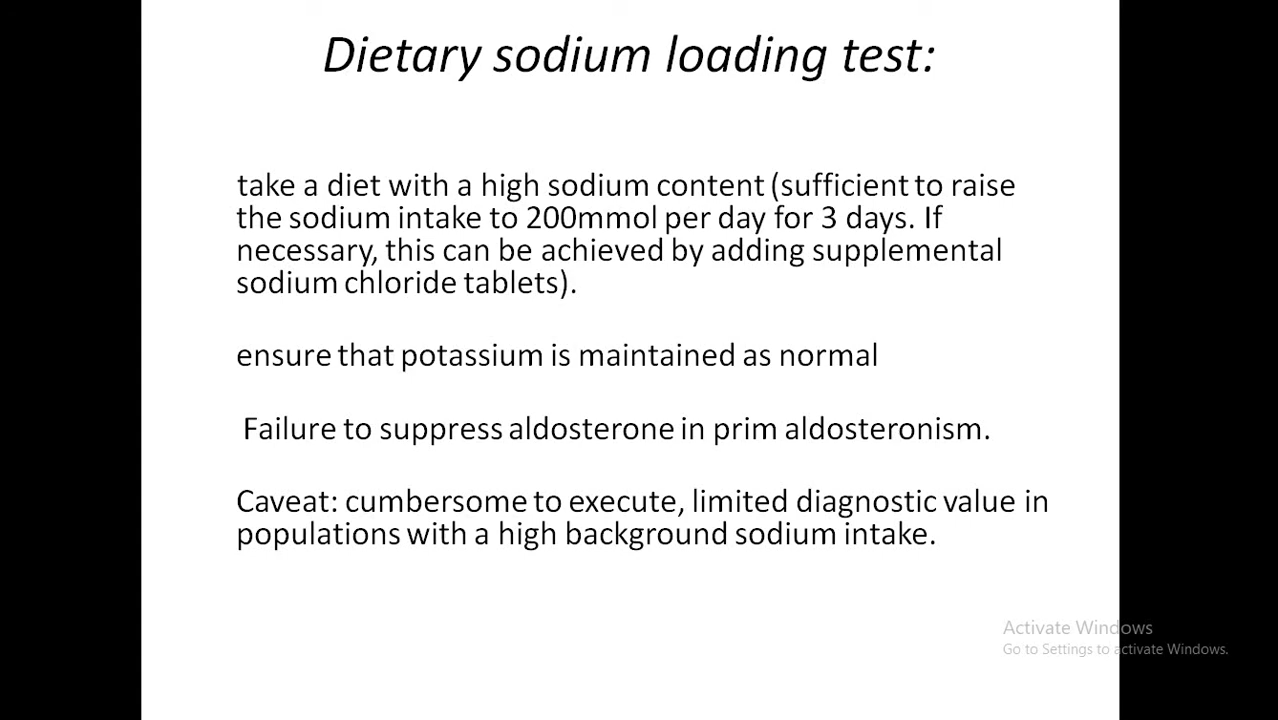 Dietary sodium loading test:
take a diet with a high sodium content (sufficient to raise
the sodium intake to 200mmol per day for 3 days. If
necessary, this can be achieved by adding supplemental
sodium chloride tablets).
ensure that potassium is maintained as normal
Failure to suppress aldosterone in prim aldosteronism.
Caveat: cumbersome to execute, limited diagnostic value in
populations with a high background sodium intake.
Activate Windows
Go to Settings to activate Windows.